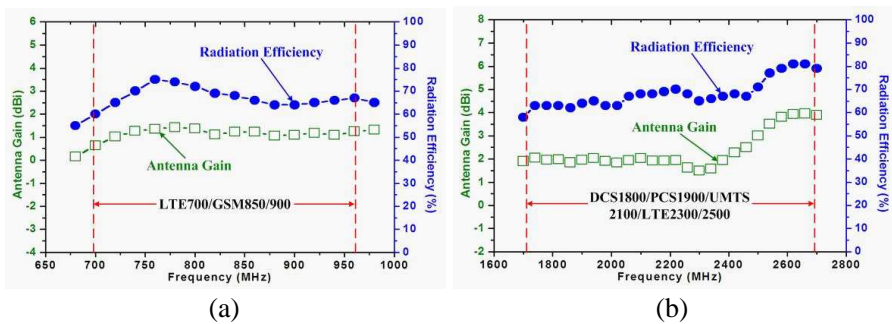 Antenna Gain (dBi)
6
5
4
3
2
1
0
-1
-2
-3
-4
Radiation Efficiency
Antenna Gain
LTE700/GSM850/900
100
90
80
70
60
50
40
30
20
10
0
Radiation Efficiency (%)
650 700 750 800 850 900 950 1000
Frequency (MHz)
(a)
Antenna Gain (dBi)
8
7
6
5
4
3
2
1
0
-1
-2
Radiation Efficiency
Antenna Gain
DCS1800/PCS1900/UMTS
2100/LTE2300/2500
100
90
80
70
60
50
40
30
20
10
0
Radiation Efficiency (%)
1600 1800 2000 2200 2400 2600 2800
Frequency (MHz)
(b)